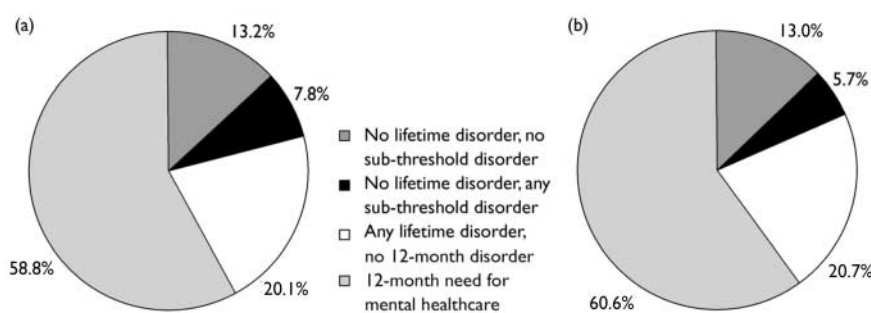 (a)
13.2%
7.8%
20.1%
58.8%
No lifetime disorder, no
sub-threshold disorder
No lifetime disorder, any
sub-threshold disorder
Any lifetime disorder,
no 12-month disorder
12-month need for
mental healthcare
(b)
13.0%
5.7%
20.7%
60.6%